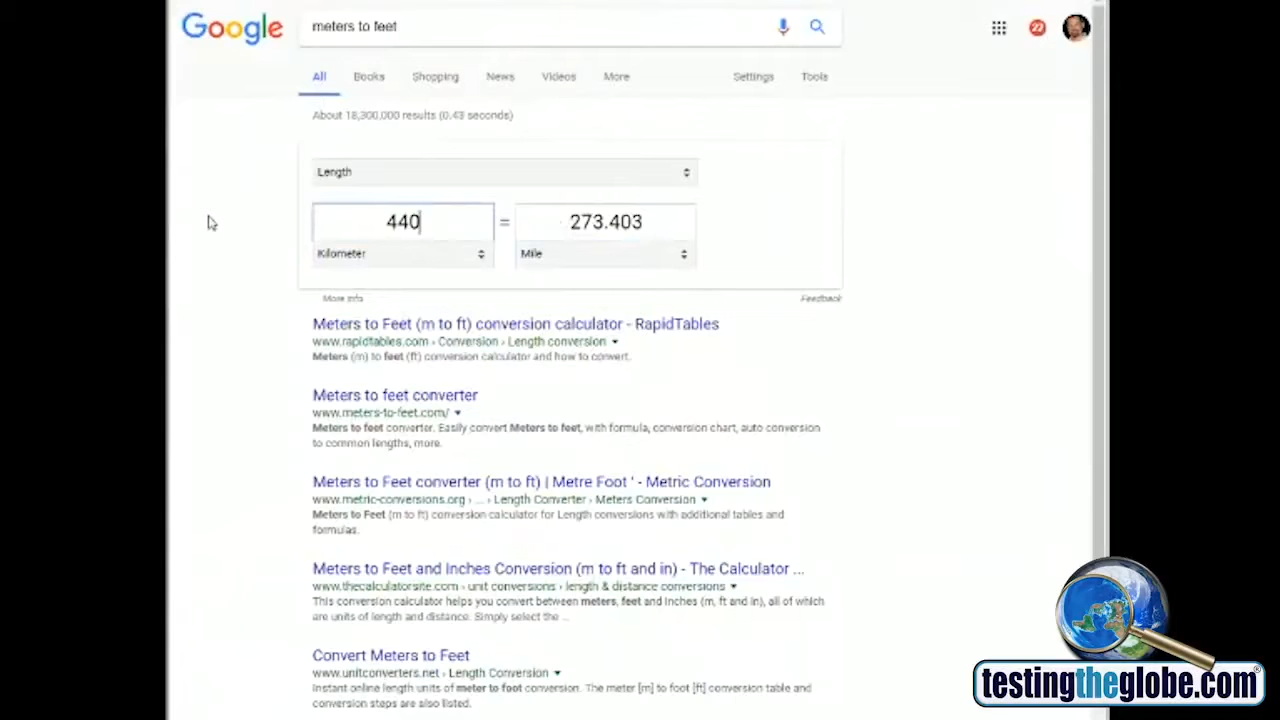 Google
meters to feet
22
All Books Shopping News Videos More Settings Tools
About 18,300,000 results (0.43 seconds)
Length
440 = 273.403
Kilometer Mile
More info Feedback
Meters to Feet (m to ft) conversion calculator - RapidTables
www.rapidtables.com › Conversion › Length conversion
Meters (m) to feet (ft) conversion calculator and how to convert.
Meters to feet converter
www.meters-to-feet.com/
Meters to feet converter. Easily convert Meters to feet, with formula, conversion chart, auto conversion
to common lengths, more.
Meters to Feet converter (m to ft) | Metre Foot ' - Metric Conversion
www.metric-conversions.org › ... › Length Converter › Meters Conversion
Meters to Feet (m to ft) conversion calculator for Length conversions with additional tables and
formulas.
Meters to Feet and Inches Conversion (m to ft and in) - The Calculator ...
www.thecalculatorsite.com › unit conversions › length & distance conversions
This conversion calculator helps you convert between meters, feet and inches (m, ft and in), all of which
are units of length and distance. Simply select the ...
Convert Meters to Feet
www.unitconverters.net › Length Conversion
Instant online length units of meter to foot conversion. The meter [m] to foot [ft] conversion table and
conversion steps are also listed.
testingtheglobe.com®